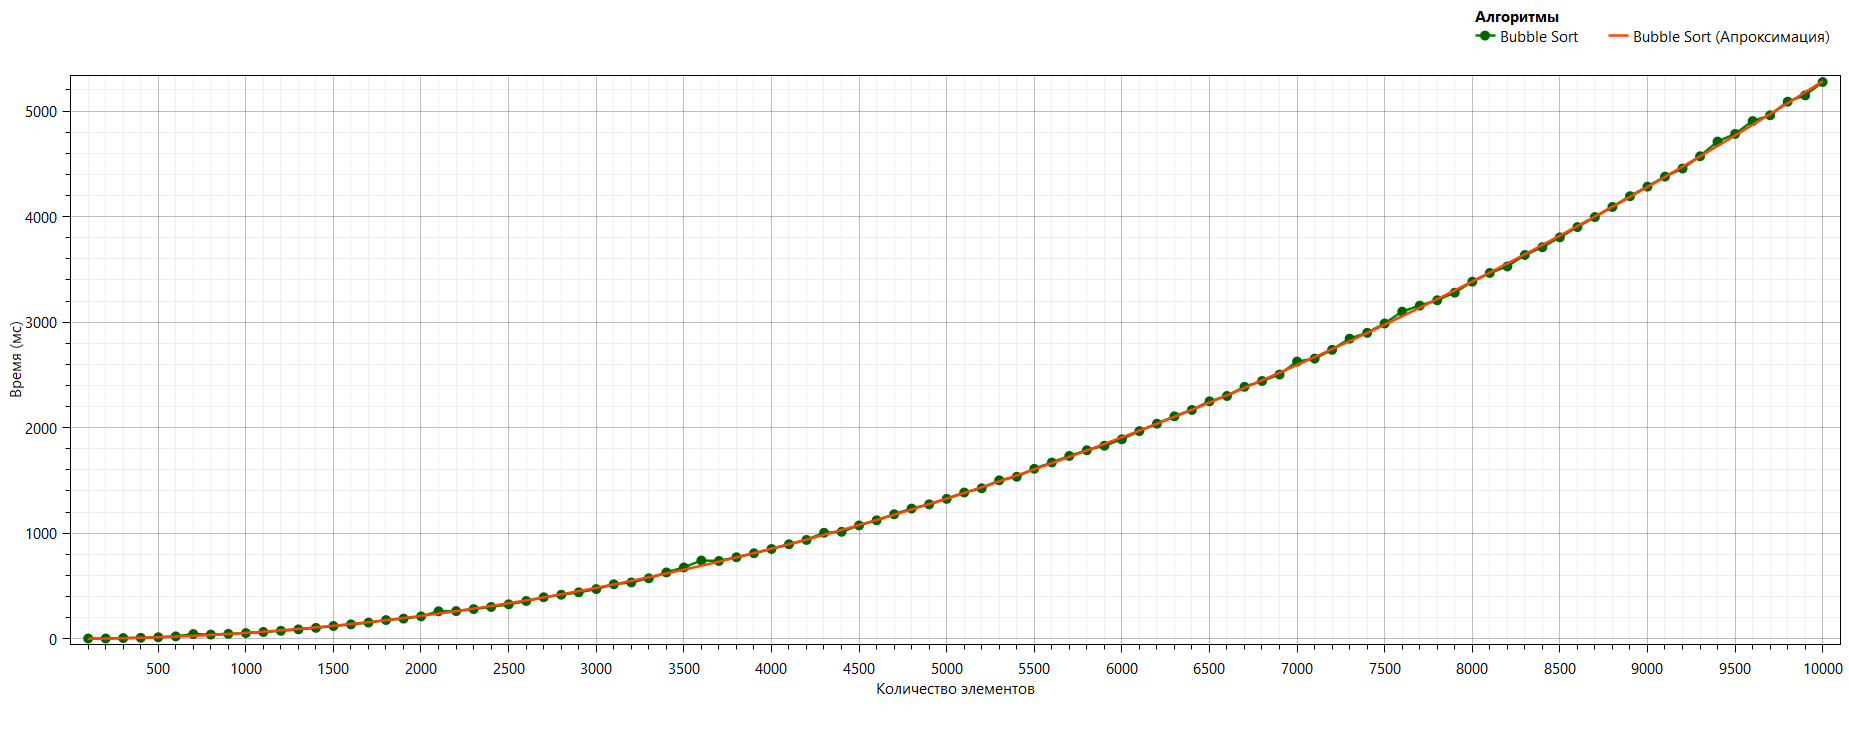 Алгоритмы
Bubble Sort
Bubble Sort (Апроксимация)
Время (мс)
5000
4000
3000
2000
1000
0
500 1000 1500 2000 2500 3000 3500 4000 4500 5000 5500 6000 6500 7000 7500 8000 8500 9000 9500 10000
Количество элементов